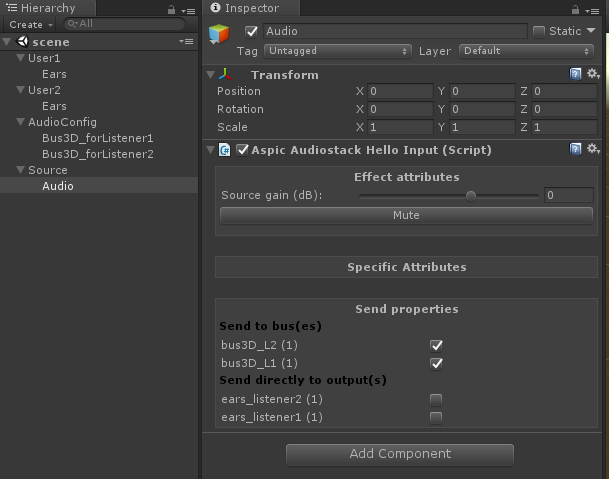 Hierarchy
Create
All
scene
User1
Ears
User2
Ears
AudioConfig
Bus3D_forListener1
Bus3D_forListener2
Source
Audio
Inspector
Audio
Static
Tag Untagged Layer Default
Transform
Position X 0 Y 0 Z 0
Rotation X 0 Y 0 Z 0
Scale X 1 Y 1 Z 1
C# Aspic Audiostack Hello Input (Script)
Effect attributes
Source gain (dB): 0
Mute
Specific Attributes
Send properties
Send to bus(es)
bus3D_L2 (1)
bus3D_L1 (1)
Send directly to output(s)
ears_listener2 (1)
ears_listener1 (1)
Add Component